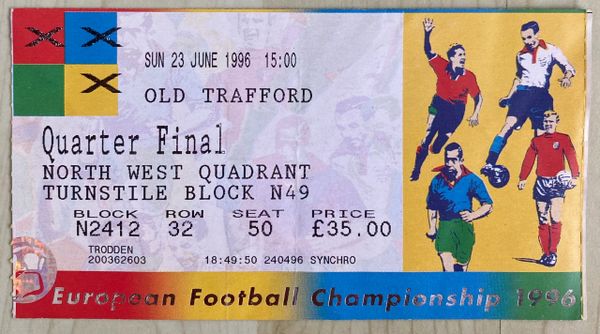 SUN 23 JUNE 1996 15:00
OLD TRAFFORD
Quarter Final
NORTH WEST QUADRANT
TURNSTILE BLOCK N49
BLOCK ROW SEAT PRICE
N2412 32 50 £35.00
TRODDEN
200362603 18:49:50 240496 SYNCHRO
European Football Championship 1996